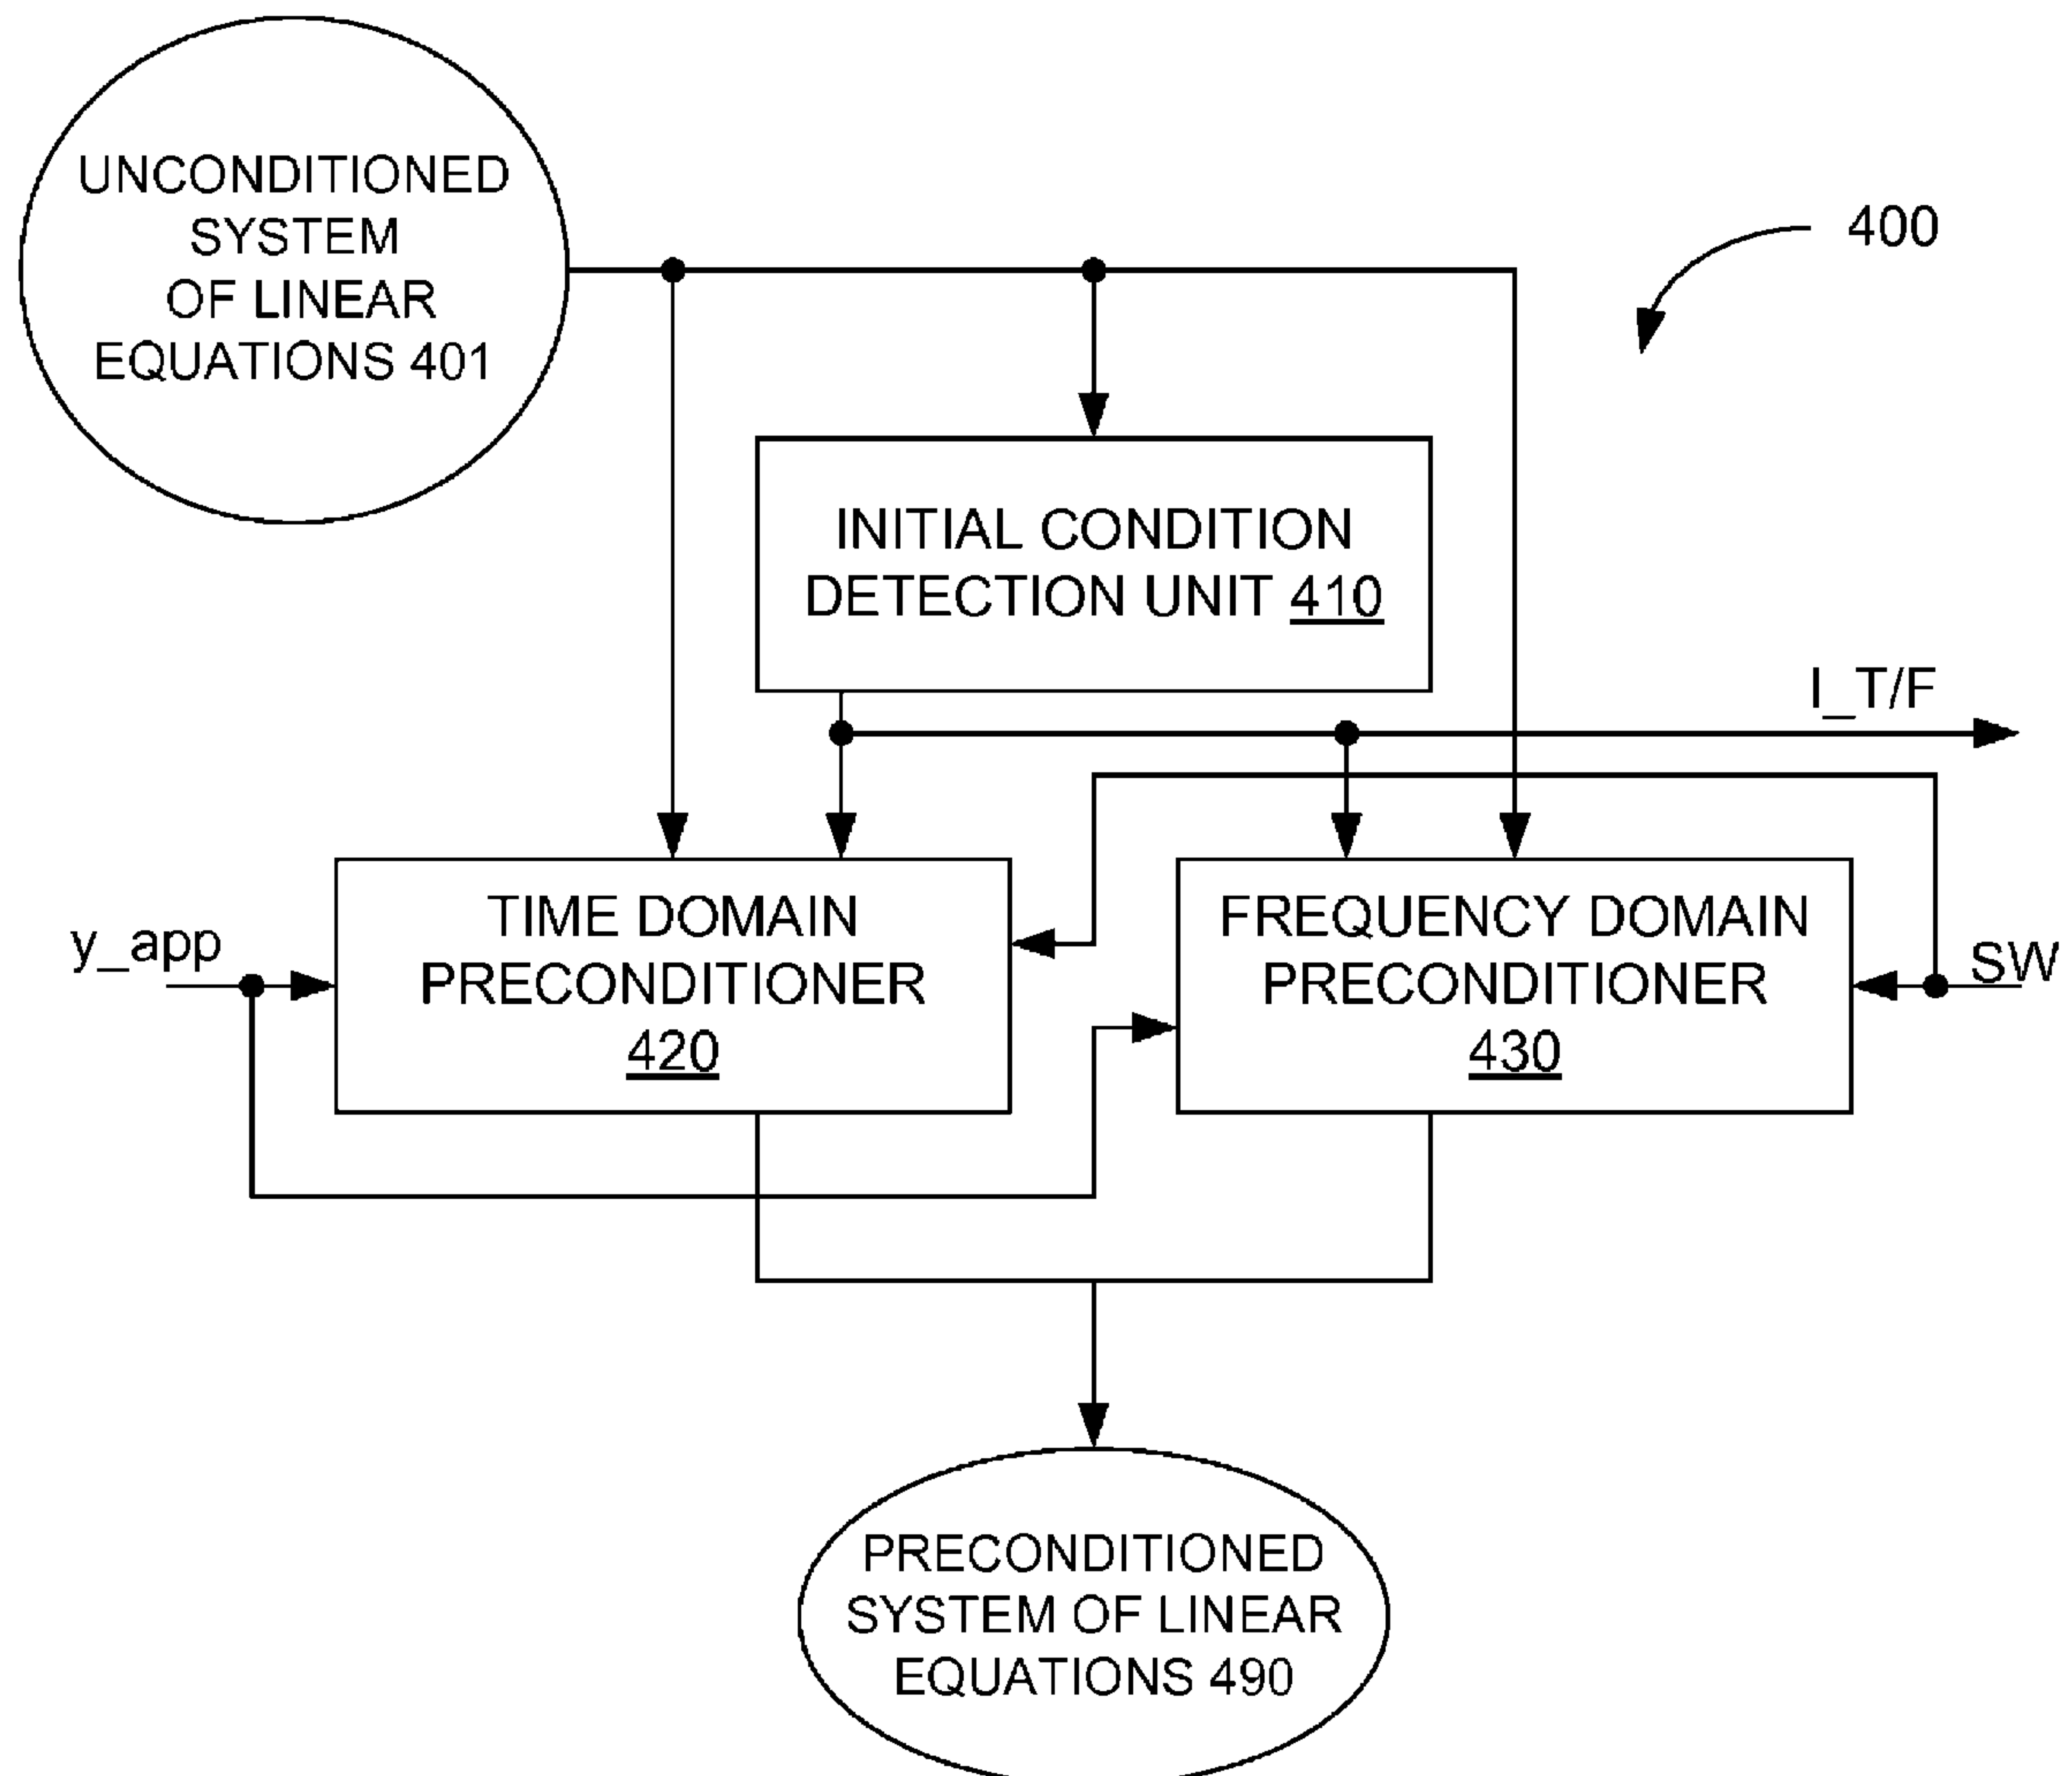 UNCONDITIONED
SYSTEM
OF LINEAR
EQUATIONS 401
400
INITIAL CONDITION
DETECTION UNIT 410
I_T/F
TIME DOMAIN
PRECONDITIONER
420
FREQUENCY DOMAIN
PRECONDITIONER
430
y_app
SW
PRECONDITIONED
SYSTEM OF LINEAR
EQUATIONS 490